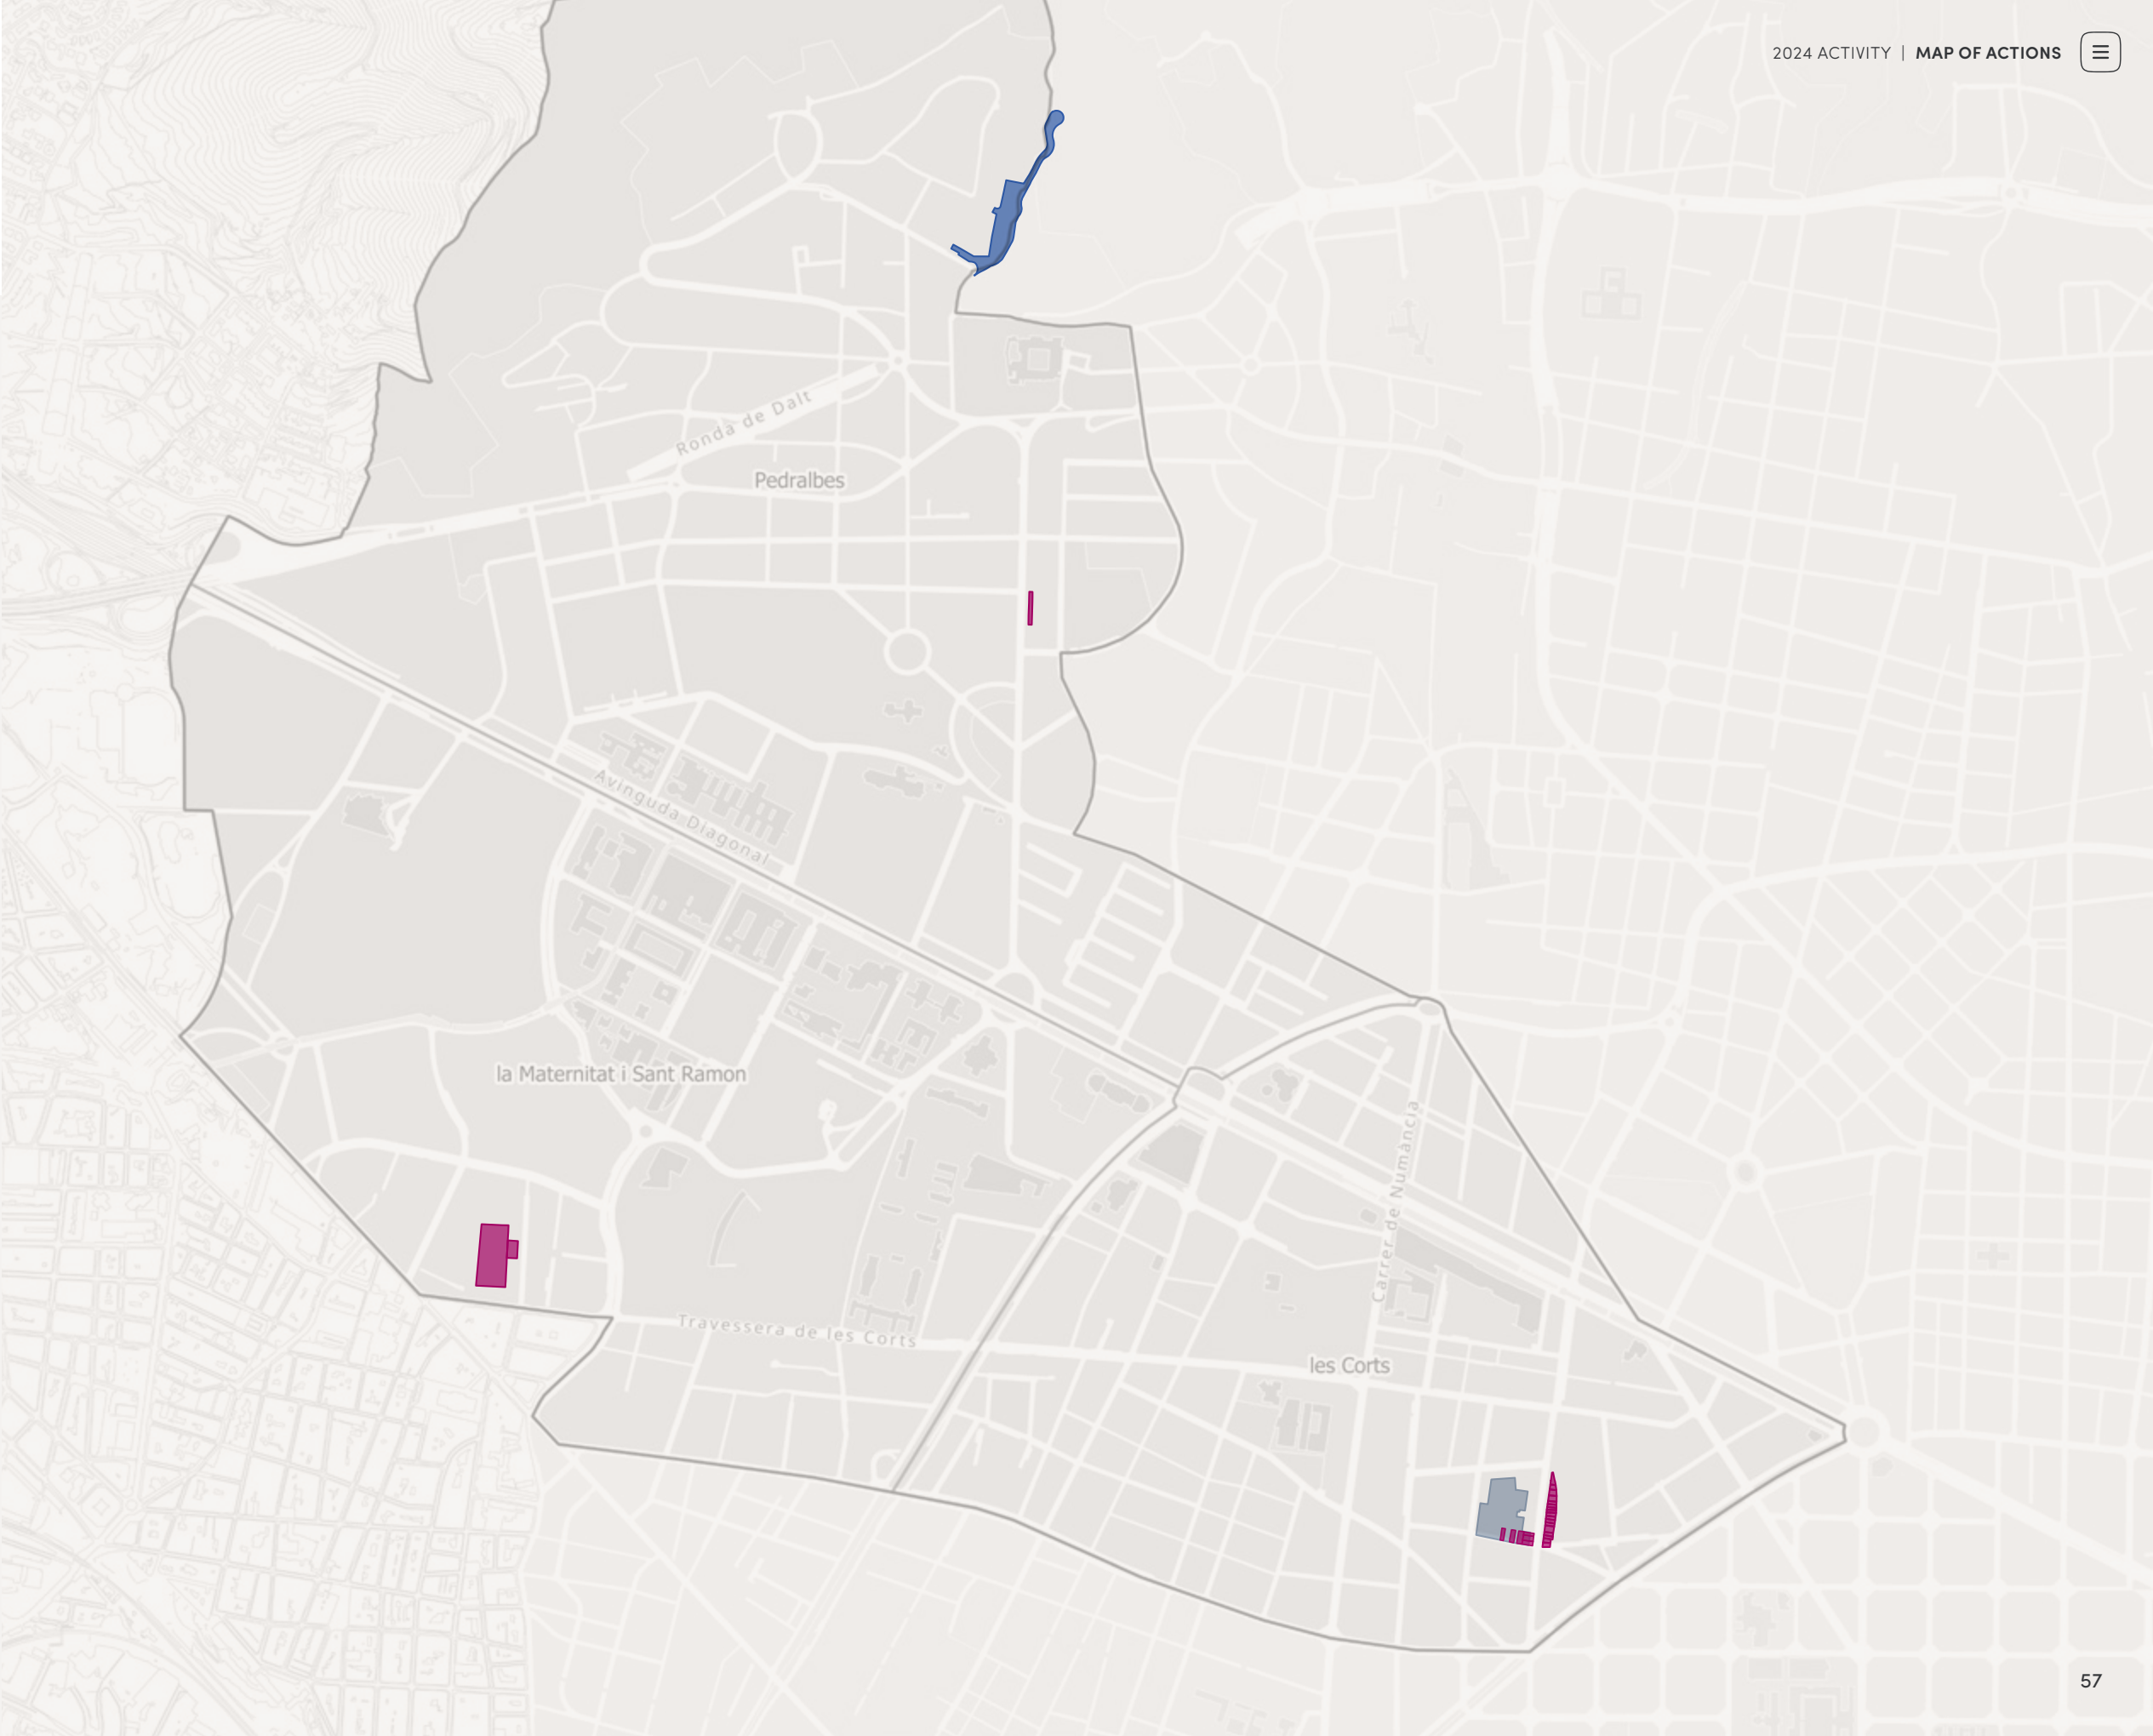 2024 ACTIVITY | MAP OF ACTIONS
Ronda de Dalt
Pedralbes
Avinguda Diagonal
la Maternitat i Sant Ramon
Carrer de Numància
Travessera de les Corts
les Corts
57